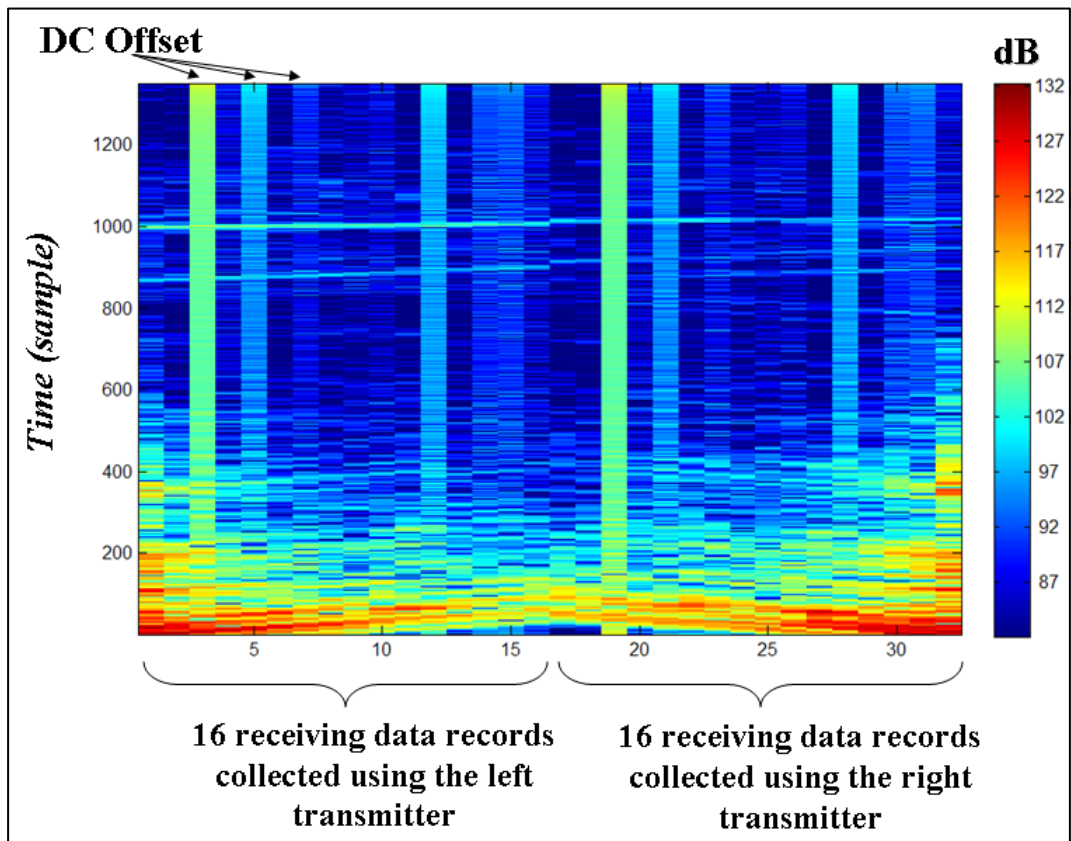 DC Offset
dB
Time (sample)
1200
1000
800
600
400
200
5
10
15
20
25
30
132
127
122
117
112
107
102
97
92
87
16 receiving data records
collected using the left
transmitter
16 receiving data records
collected using the right
transmitter